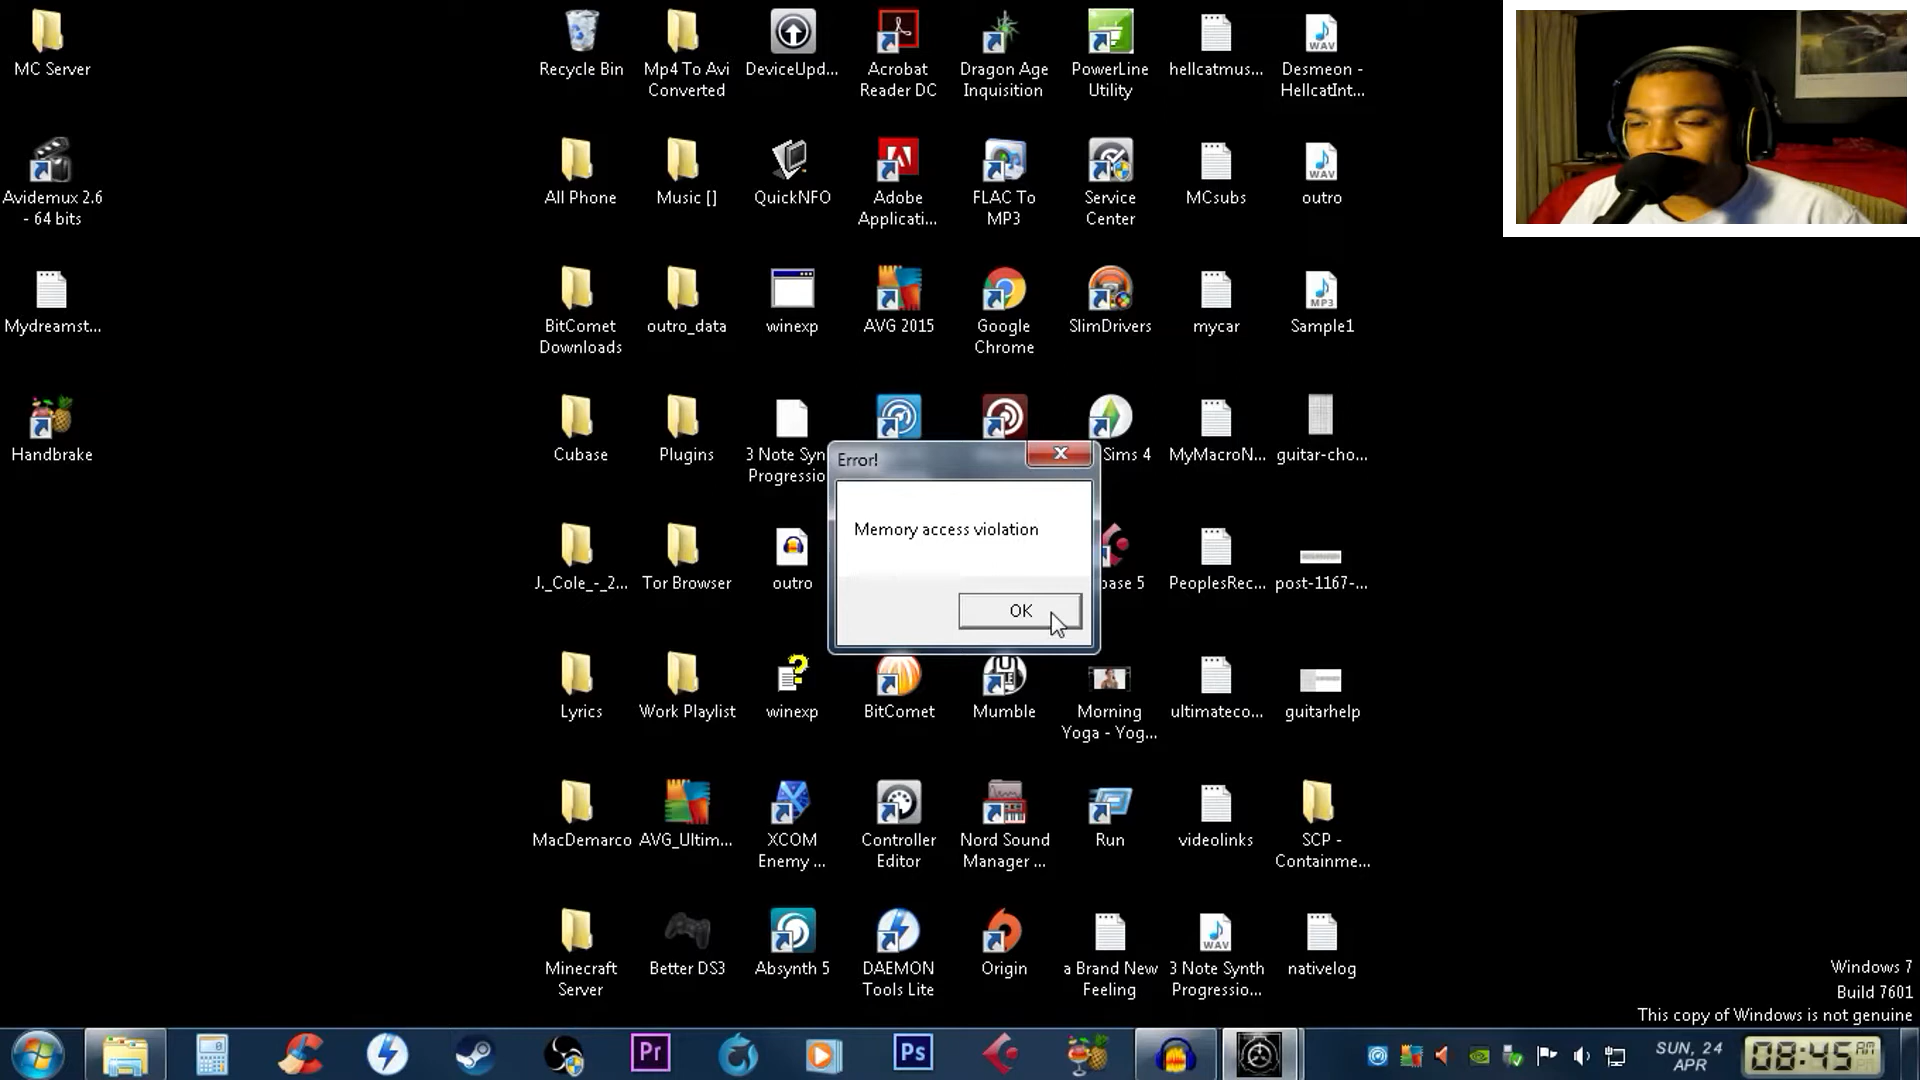 MC Server
Recycle Bin
Mp4 To Avi
Converted
DeviceUpd...
Acrobat
Reader DC
Dragon Age
Inquisition
PowerLine
Utility
hellcatmus...
Desmeon -
HellcatInt...
WAV
Avidemux 2.6
- 64 bits
All Phone
Music []
QuickNFO
Adobe
Applicati...
FLAC To
MP3
Service
Center
MCsubs
outro
WAV
Mydreamst...
BitComet
Downloads
outro_data
winexp
AVG 2015
Google
Chrome
SlimDrivers
mycar
Sample1
MP3
Handbrake
Cubase
Plugins
3 Note Syn
Progressio
Sims 4
MyMacroN...
guitar-cho...
Error!
Memory access violation
OK
J._Cole_-_2...
Tor Browser
outro
base 5
PeoplesRec...
post-1167-...
Lyrics
Work Playlist
winexp
BitComet
Mumble
Morning
Yoga - Yog...
ultimateco...
guitarhelp
MacDemarco
AVG_Ultim...
XCOM
Enemy ...
Controller
Editor
Nord Sound
Manager ...
Run
videolinks
SCP -
Containme...
Minecraft
Server
Better DS3
Absynth 5
DAEMON
Tools Lite
Origin
a Brand New
Feeling
3 Note Synth
Progressio...
WAV
nativelog
Windows 7
Build 7601
This copy of Windows is not genuine
Pr
Ps
SUN, 24
APR
08:45 AM